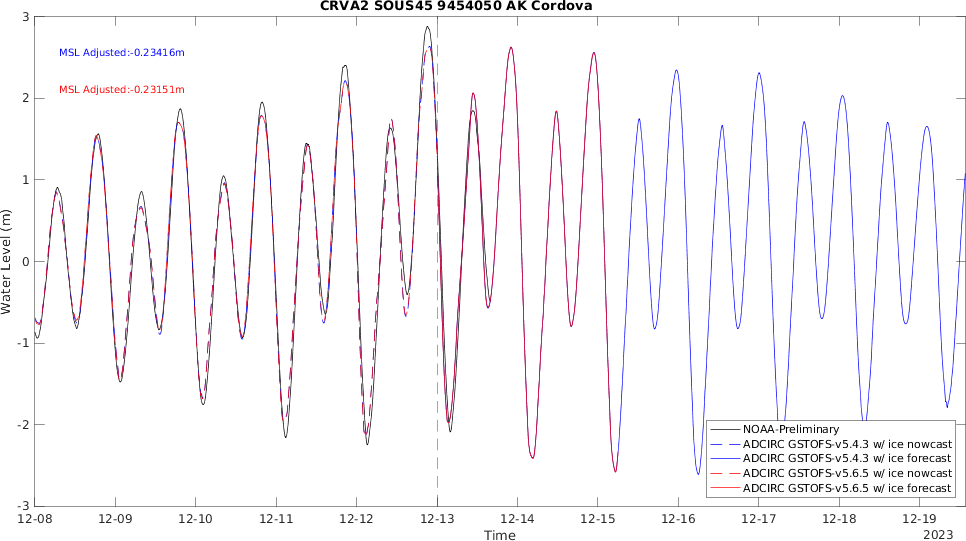 CRVA2 SOUS45 9454050 AK Cordova
MSL Adjusted:-0.23416m
MSL Adjusted:-0.23151m
3
2
1
0
-1
-2
-3
Water Level (m)
NOAA-Preliminary
ADCIRC GSTOFS-v5.4.3 w/ ice nowcast
ADCIRC GSTOFS-v5.4.3 w/ ice forecast
ADCIRC GSTOFS-v5.6.5 w/ ice nowcast
ADCIRC GSTOFS-v5.6.5 w/ ice forecast
12-08 12-09 12-10 12-11 12-12 12-13 12-14 12-15 12-16 12-17 12-18 12-19
Time
2023